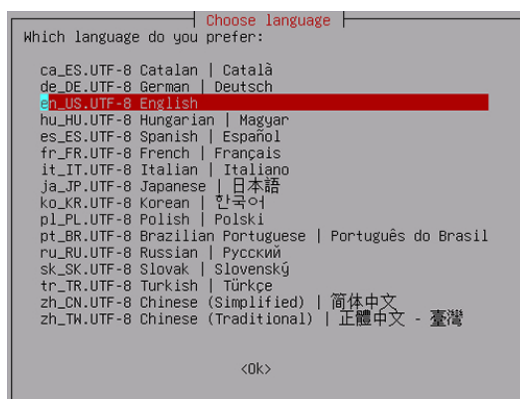 Choose language
Which language do you prefer:
ca_ES.UTF-8 Catalan | Català
de_DE.UTF-8 German | Deutsch
en_US.UTF-8 English
hu_HU.UTF-8 Hungarian | Magyar
es_ES.UTF-8 Spanish | Español
fr_FR.UTF-8 French | Français
it_IT.UTF-8 Italian | Italiano
ja_JP.UTF-8 Japanese | 日本語
ko_KR.UTF-8 Korean | 한국어
pl_PL.UTF-8 Polish | Polski
pt_BR.UTF-8 Brazilian Portuguese | Português do Brasil
ru_RU.UTF-8 Russian | Русский
sk_SK.UTF-8 Slovak | Slovenský
tr_TR.UTF-8 Turkish | Türkçe
zh_CN.UTF-8 Chinese (Simplified) | 简体中文
zh_TW.UTF-8 Chinese (Traditional) | 正體中文 - 臺灣
<Ok>